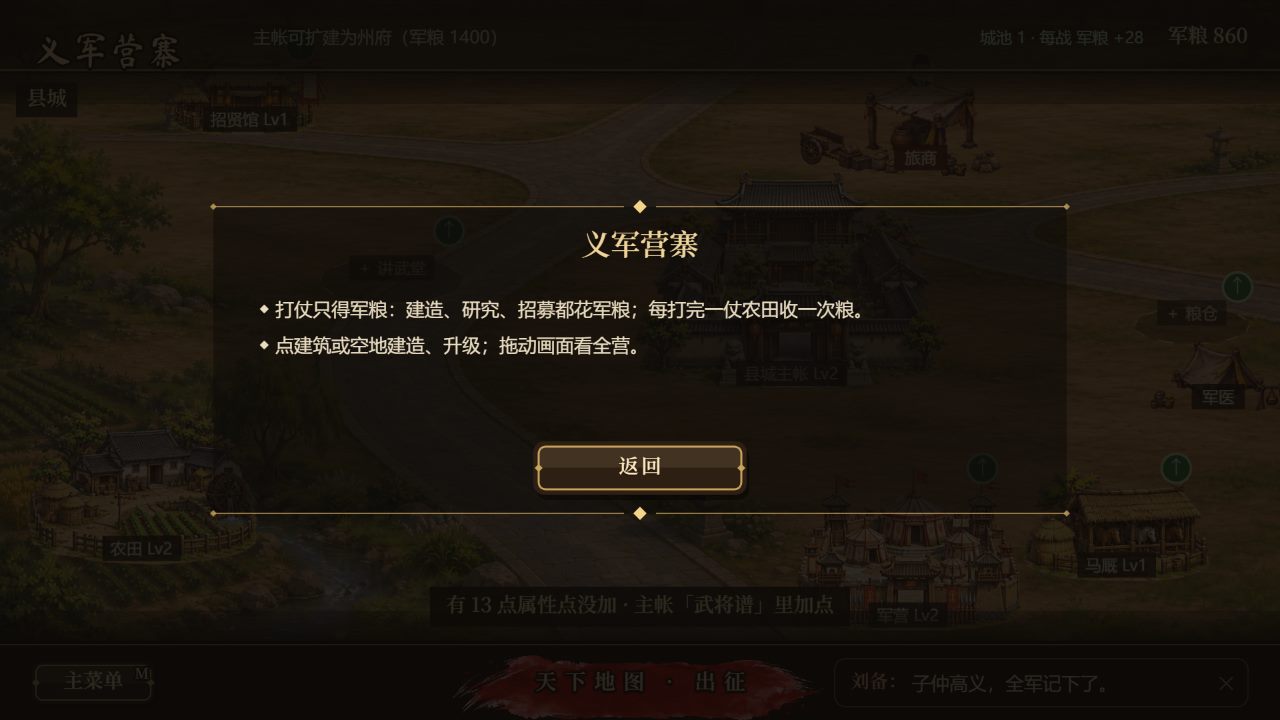 义军营寨
主帐可扩建为州府（军粮 1400）
城池 1 · 每战 军粮 +28
军粮 860
县城
招贤馆 Lv1
旅商
义军营寨
+ 讲武堂
+ 粮仓
打仗只得军粮：建造、研究、招募都花军粮；每打完一仗农田收一次粮。
点建筑或空地建造、升级；拖动画面看全营。
县城主帐 Lv2
军医
返回
农田 Lv2
马厩 Lv1
有 13 点属性点没加 · 主帐「武将谱」里加点
军营 Lv2
主菜单
天下地图 · 出征
刘备：子仲高义，全军记下了。